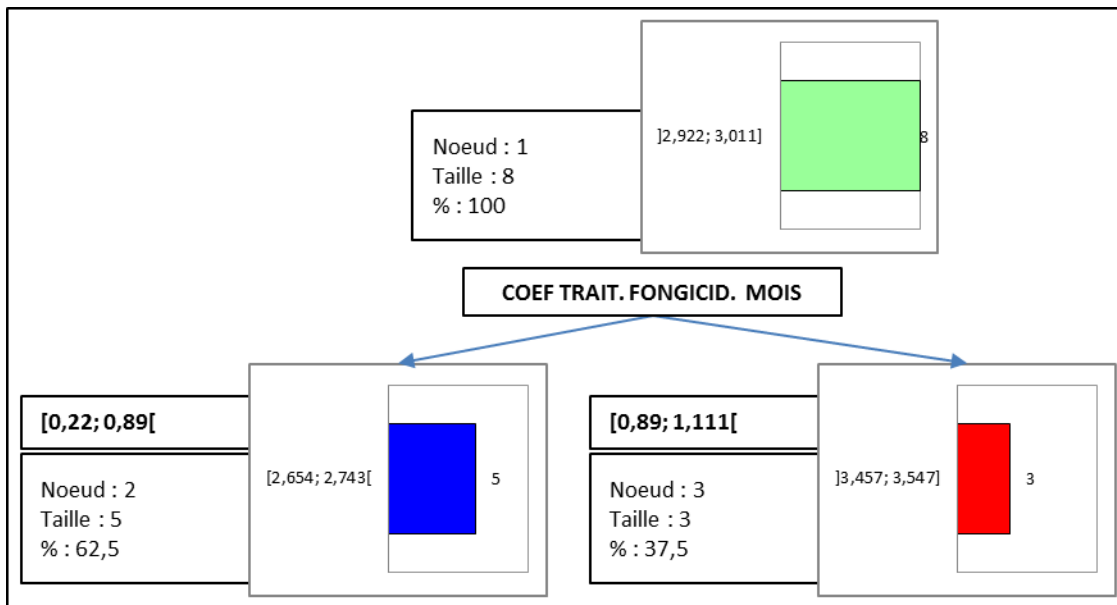 Noeud : 1
Taille : 8
% : 100
]2,922; 3,011]
8
COEF TRAIT. FONGICID. MOIS
[0,22; 0,89[
Noeud : 2
Taille : 5
% : 62,5
[2,654; 2,743[
5
[0,89; 1,111[
Noeud : 3
Taille : 3
% : 37,5
]3,457; 3,547]
3